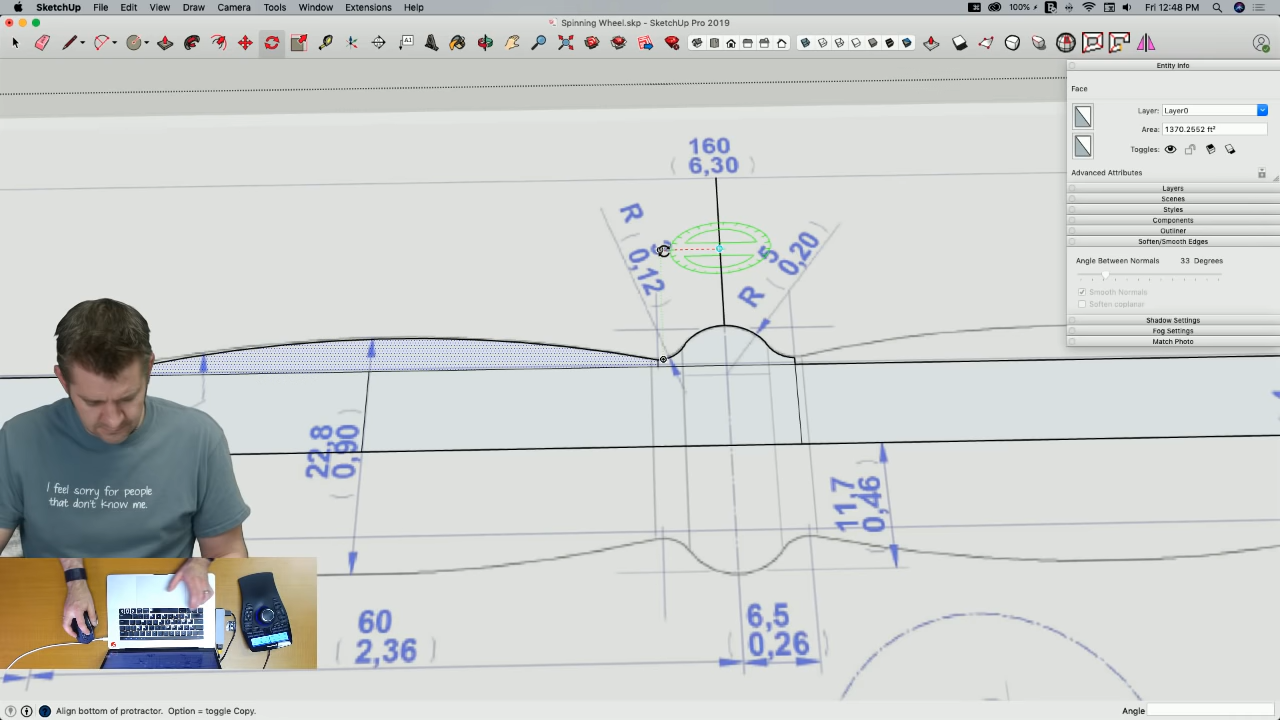 SketchUp File Edit View Draw Camera Tools Window Extensions Help
100% Fri 12:48 PM
Spinning Wheel.skp - SketchUp Pro 2019
Entity Info
Face
Layer: Layer0
Area: 1370.2552 ft²
Toggles:
Advanced Attributes
Layers
Scenes
Styles
Components
Outliner
Soften/Smooth Edges
Angle Between Normals 33 Degrees
Smooth Normals
Soften coplanar
Shadow Settings
Fog Settings
Match Photo
160
( 6,30 )
R
( 0,12 )
R 5
( 0,20 )
22,8
( 0,90 )
11,7
( 0,46 )
60
( 2,36 )
6,5
( 0,26 )
I feel sorry for people
that don't know me.
Align bottom of protractor. Option = toggle Copy.
Angle